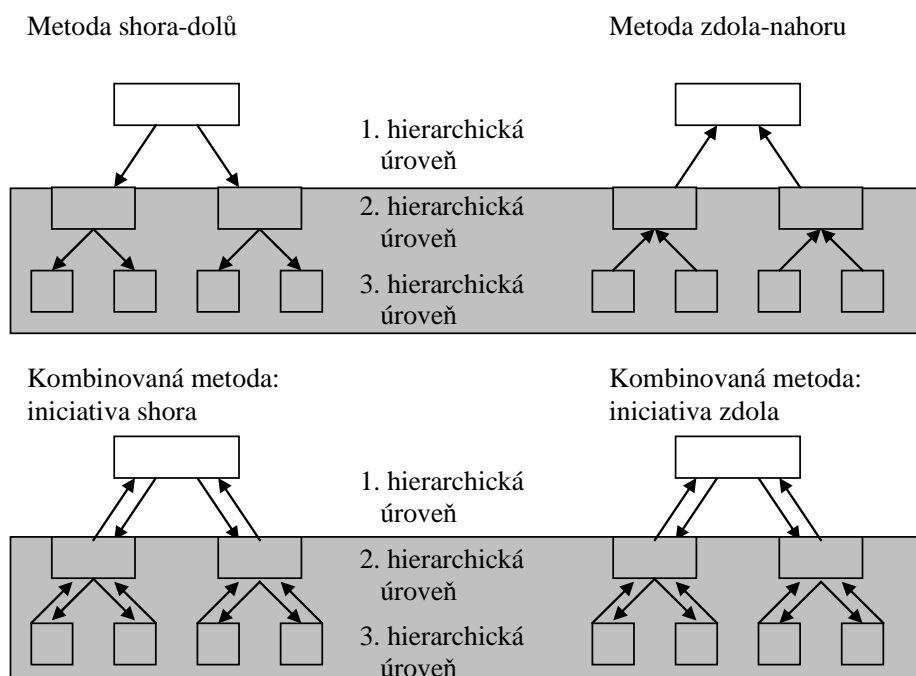 Metoda shora-dolů
Metoda zdola-nahoru
1. hierarchická
úroveň
2. hierarchická
úroveň
3. hierarchická
úroveň
Kombinovaná metoda:
iniciativa shora
Kombinovaná metoda:
iniciativa zdola
1. hierarchická
úroveň
2. hierarchická
úroveň
3. hierarchická
úroveň